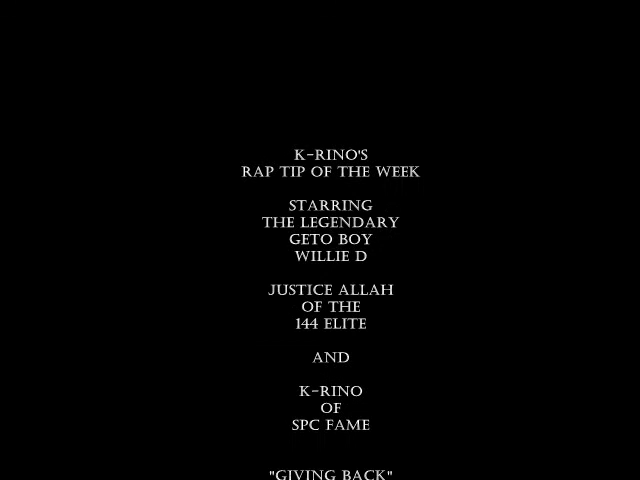 K-RINO'S
RAP TIP OF THE WEEK
STARRING
THE LEGENDARY
GETO BOY
WILLIE D
JUSTICE ALLAH
OF THE
144 ELITE
AND
K-RINO
OF
SPC FAME
"GIVING BACK"